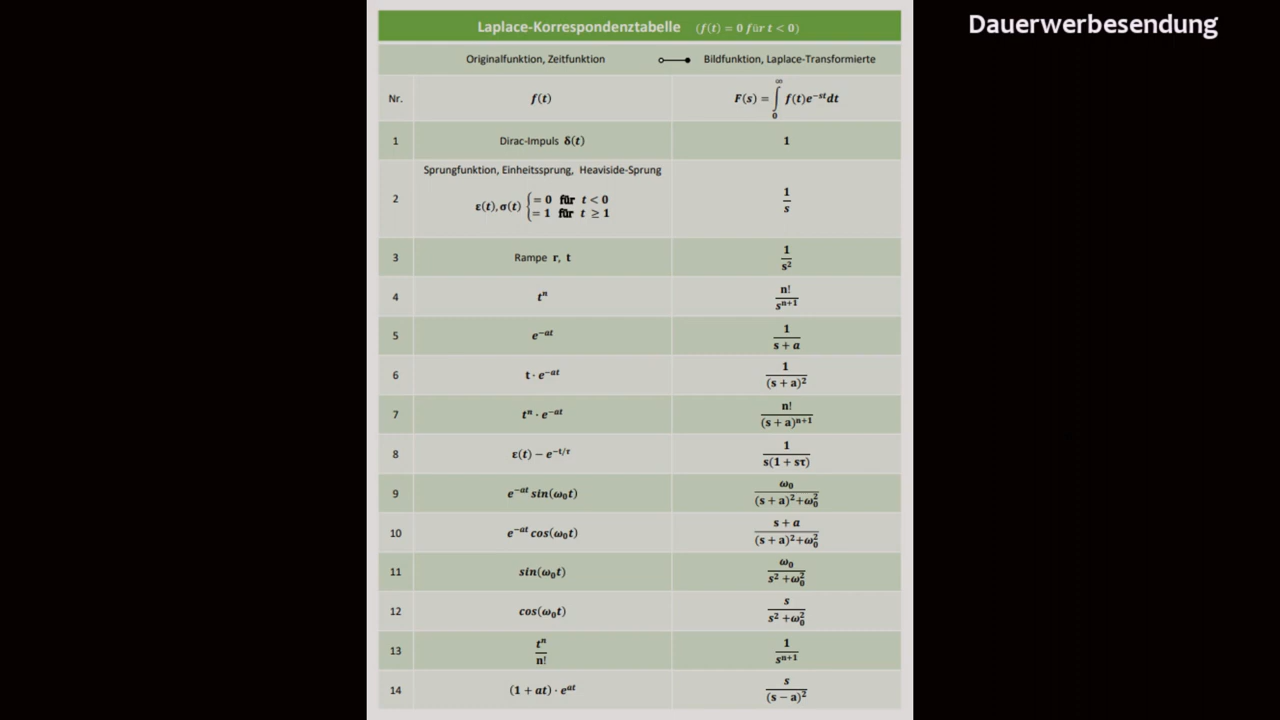 Dauerwerbesendung
Laplace-Korrespondenztabelle (f(t) = 0 für t < 0)
Originalfunktion, Zeitfunktion ○—● Bildfunktion, Laplace-Transformierte
Nr. f(t) F(s) = ∫₀^∞ f(t)e^{−st}dt
1 Dirac-Impuls δ(t) 1
Sprungfunktion, Einheitssprung, Heaviside-Sprung
2 ε(t), σ(t) { = 0 für t < 0 1/s
= 1 für t ≥ 1
3 Rampe r, t 1/s²
4 tⁿ n!/s^{n+1}
5 e^{−at} 1/(s + a)
6 t · e^{−at} 1/(s + a)²
7 tⁿ · e^{−at} n!/(s + a)^{n+1}
8 ε(t) − e^{−t/r} 1/s(1 + sτ)
9 e^{−at} sin(ω₀t) ω₀/(s + a)²+ω₀²
10 e^{−at} cos(ω₀t) s + a/(s + a)²+ω₀²
11 sin(ω₀t) ω₀/s² +ω₀²
12 cos(ω₀t) s/s² +ω₀²
13 tⁿ/n! 1/s^{n+1}
14 (1 + at) · e^{at} s/(s − a)²